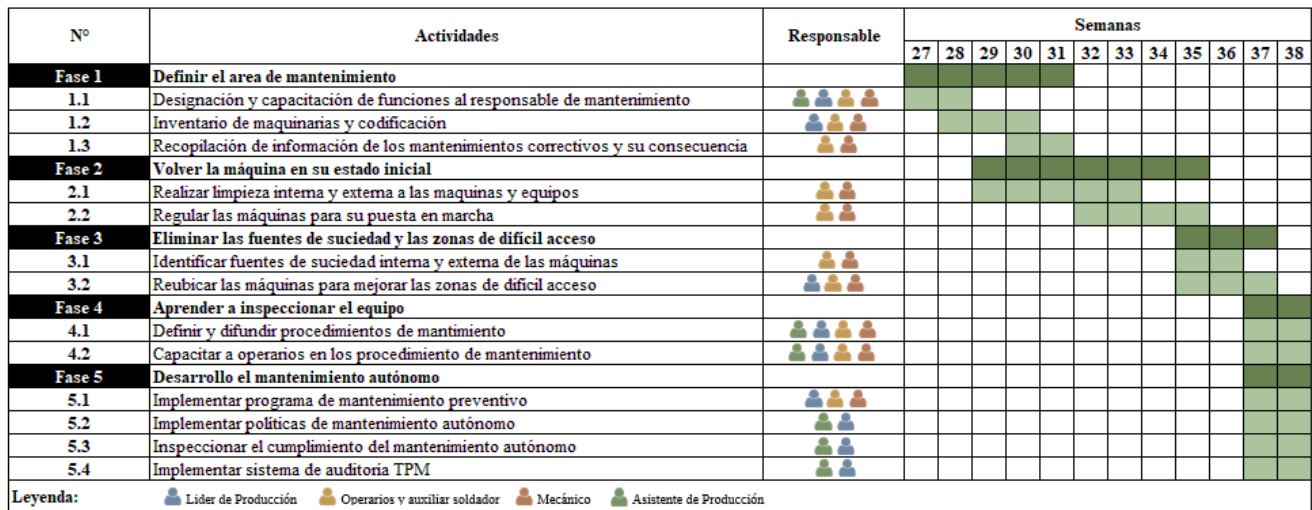 N° Actividades Responsable Semanas
27 28 29 30 31 32 33 34 35 36 37 38
Fase 1 Definir el area de mantenimiento
1.1 Designación y capacitación de funciones al responsable de mantenimiento
1.2 Inventario de maquinarias y codificación
1.3 Recopilación de información de los mantenimientos correctivos y su consecuencia
Fase 2 Volver la máquina en su estado inicial
2.1 Realizar limpieza interna y externa a las maquinas y equipos
2.2 Regular las máquinas para su puesta en marcha
Fase 3 Eliminar las fuentes de suciedad y las zonas de difícil acceso
3.1 Identificar fuentes de suciedad interna y externa de las máquinas
3.2 Reubicar las máquinas para mejorar las zonas de difícil acceso
Fase 4 Aprender a inspeccionar el equipo
4.1 Definir y difundir procedimientos de mantimiento
4.2 Capacitar a operarios en los procedimiento de mantenimiento
Fase 5 Desarrollo el mantenimiento autónomo
5.1 Implementar programa de mantenimiento preventivo
5.2 Implementar políticas de mantenimiento autónomo
5.3 Inspeccionar el cumplimiento del mantenimiento autónomo
5.4 Implementar sistema de auditoria TPM
Leyenda: Lider de Producción Operarios y auxiliar soldador Mecánico Asistente de Producción